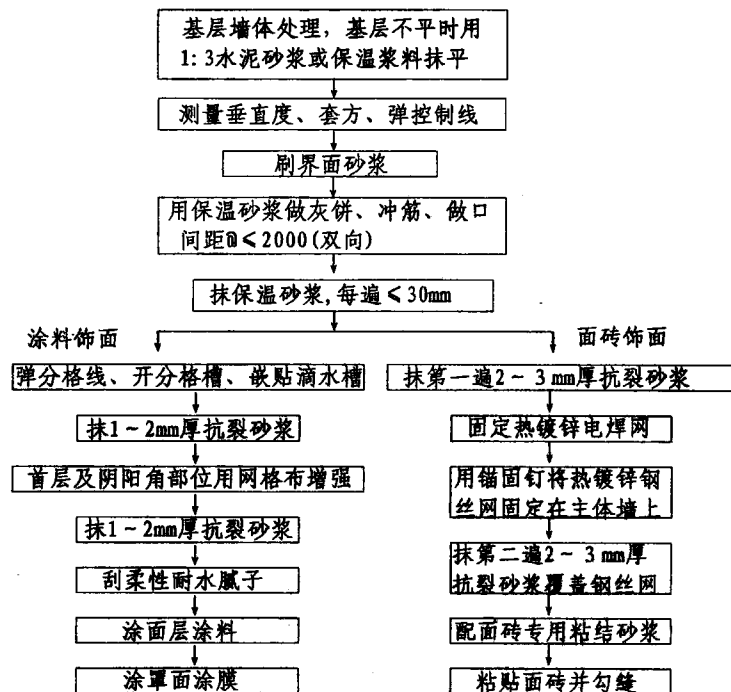 基层墙体处理，基层不平时用
1:3水泥砂浆或保温浆料抹平
测量垂直度、套方、弹控制线
刷界面砂浆
用保温砂浆做灰饼、冲筋、做口
间距@≤2000(双向)
抹保温砂浆,每遍≤30mm
涂料饰面
弹分格线、开分格槽、嵌贴滴水槽
抹1~2mm厚抗裂砂浆
首层及阴阳角部位用网格布增强
抹1~2mm厚抗裂砂浆
刮柔性耐水腻子
涂面层涂料
涂罩面涂膜
面砖饰面
抹第一遍2~3mm厚抗裂砂浆
固定热镀锌电焊网
用锚固钉将热镀锌钢
丝网固定在主体墙上
抹第二遍2~3mm厚
抗裂砂浆覆盖钢丝网
配面砖专用粘结砂浆
粘贴面砖并勾缝